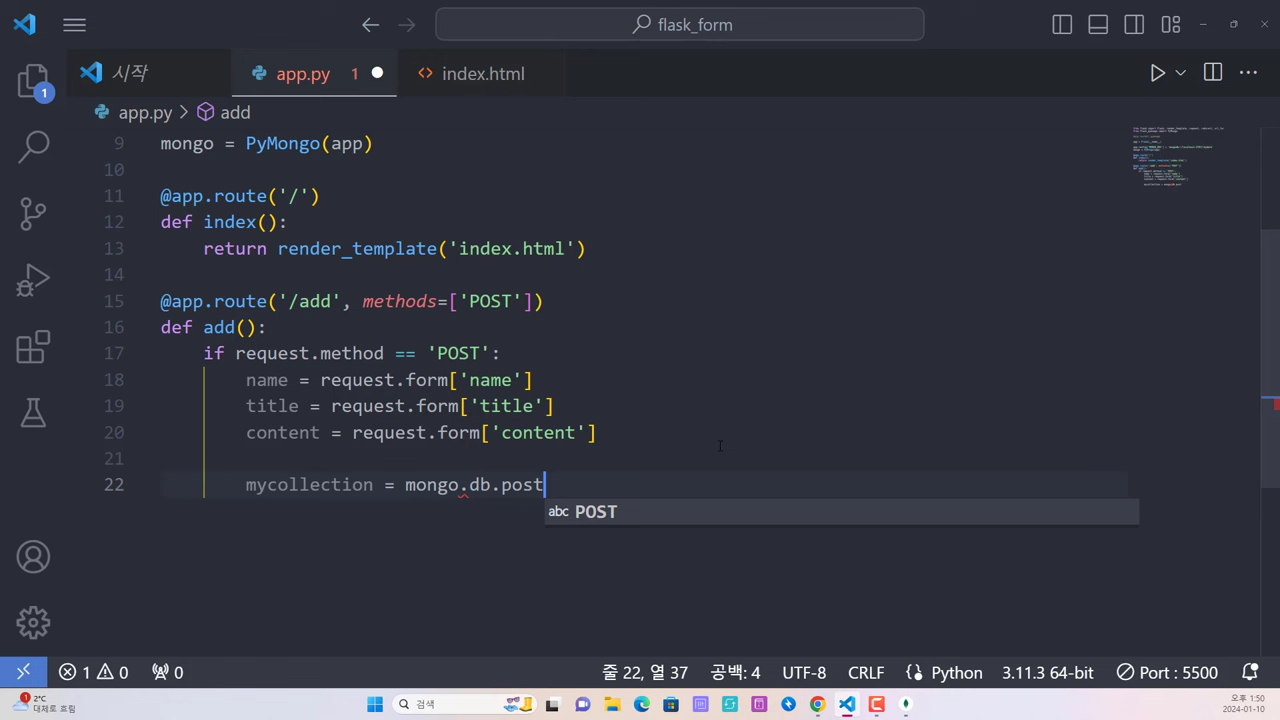 flask_form
시작
app.py 1
index.html
app.py > add
9 mongo = PyMongo(app)
10
11 @app.route('/')
12 def index():
13 return render_template('index.html')
14
15 @app.route('/add', methods=['POST'])
16 def add():
17 if request.method == 'POST':
18 name = request.form['name']
19 title = request.form['title']
20 content = request.form['content']
21
22 mycollection = mongo.db.post
abc POST
1
1 0 0 줄 22, 열 37 공백: 4 UTF-8 CRLF Python 3.11.3 64-bit Port : 5500
2°C
대체로 흐림
검색
오후 1:50
2024-01-10